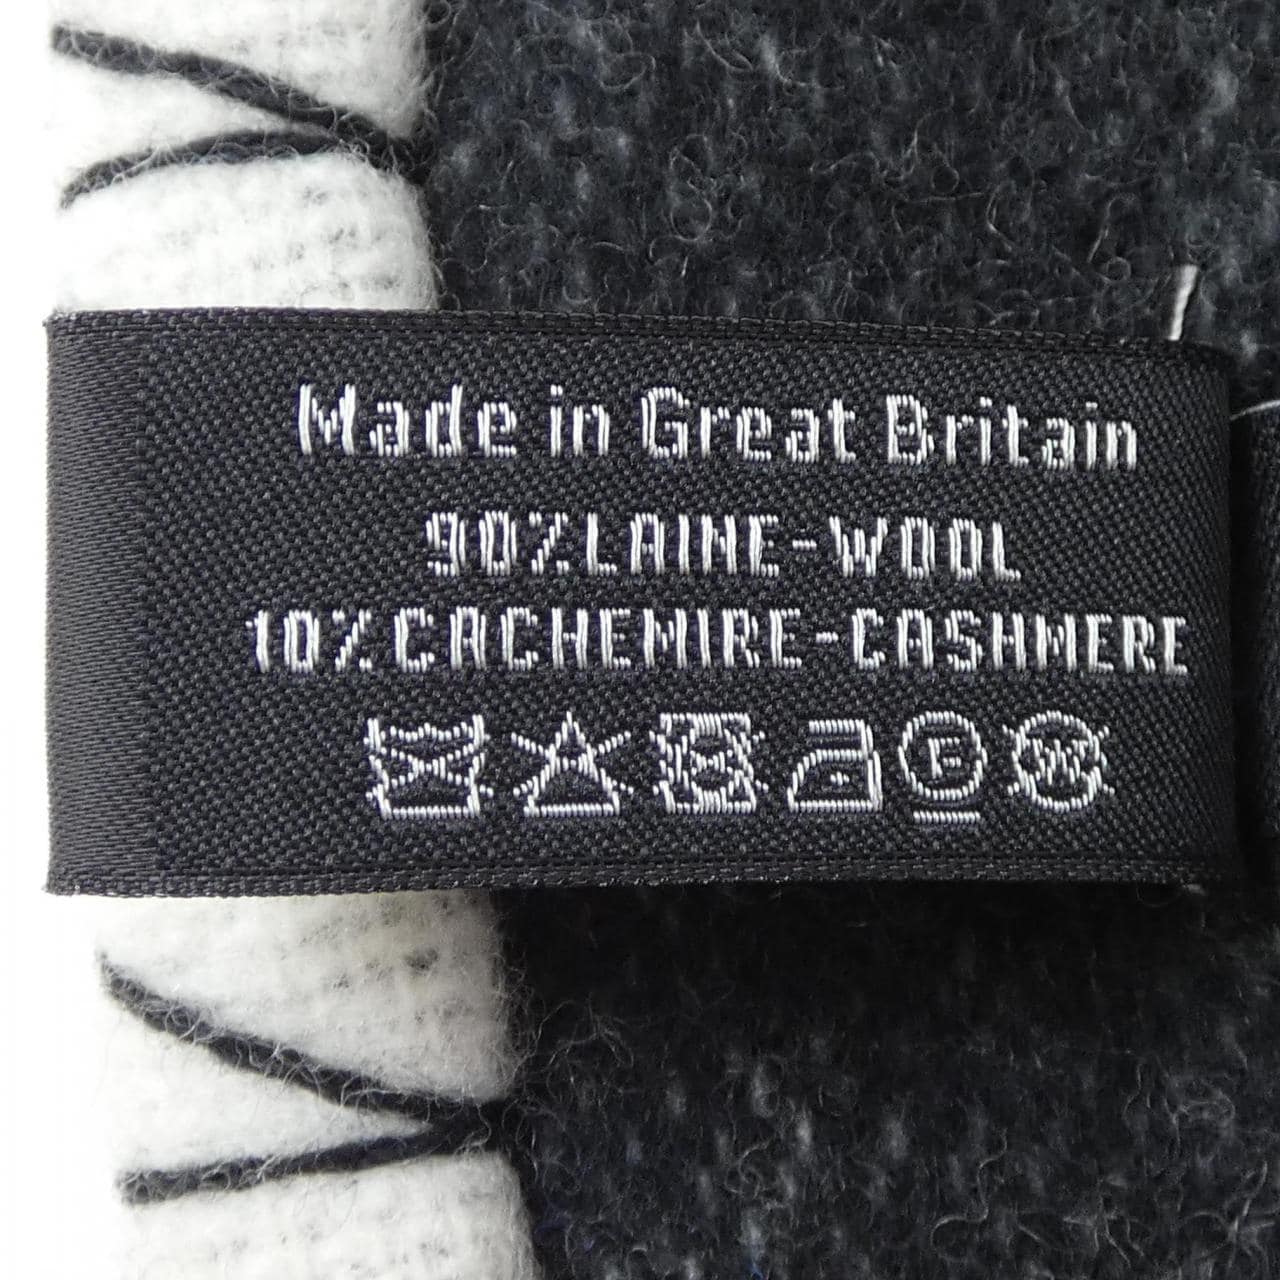 Made in Great Britain
90%LAINE-WOOL
10%CACHEMIRE-CASHMERE
F W